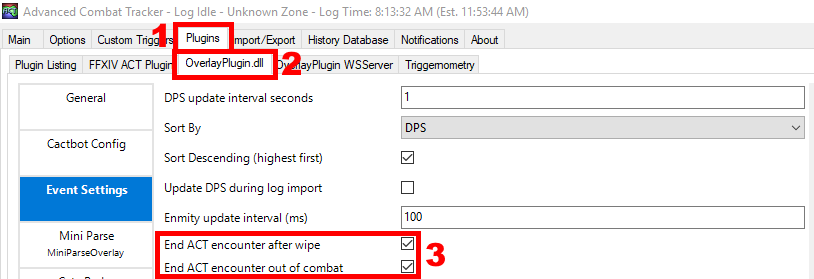 Advanced Combat Tracker - Log Idle - Unknown Zone - Log Time: 8:13:32 AM (Est. 11:53:44 AM)
1
Main Options Custom Triggers Plugins Import/Export History Database Notifications About
Plugin Listing FFXIV ACT Plugin OverlayPlugin.dll OverlayPlugin WSServer Triggernometry
2
General
DPS update interval seconds 1
Cactbot Config
Sort By DPS
Sort Descending (highest first)
Event Settings
Update DPS during log import
Enmity update interval (ms) 100
Mini Parse
MiniParseOverlay
End ACT encounter after wipe
3
End ACT encounter out of combat